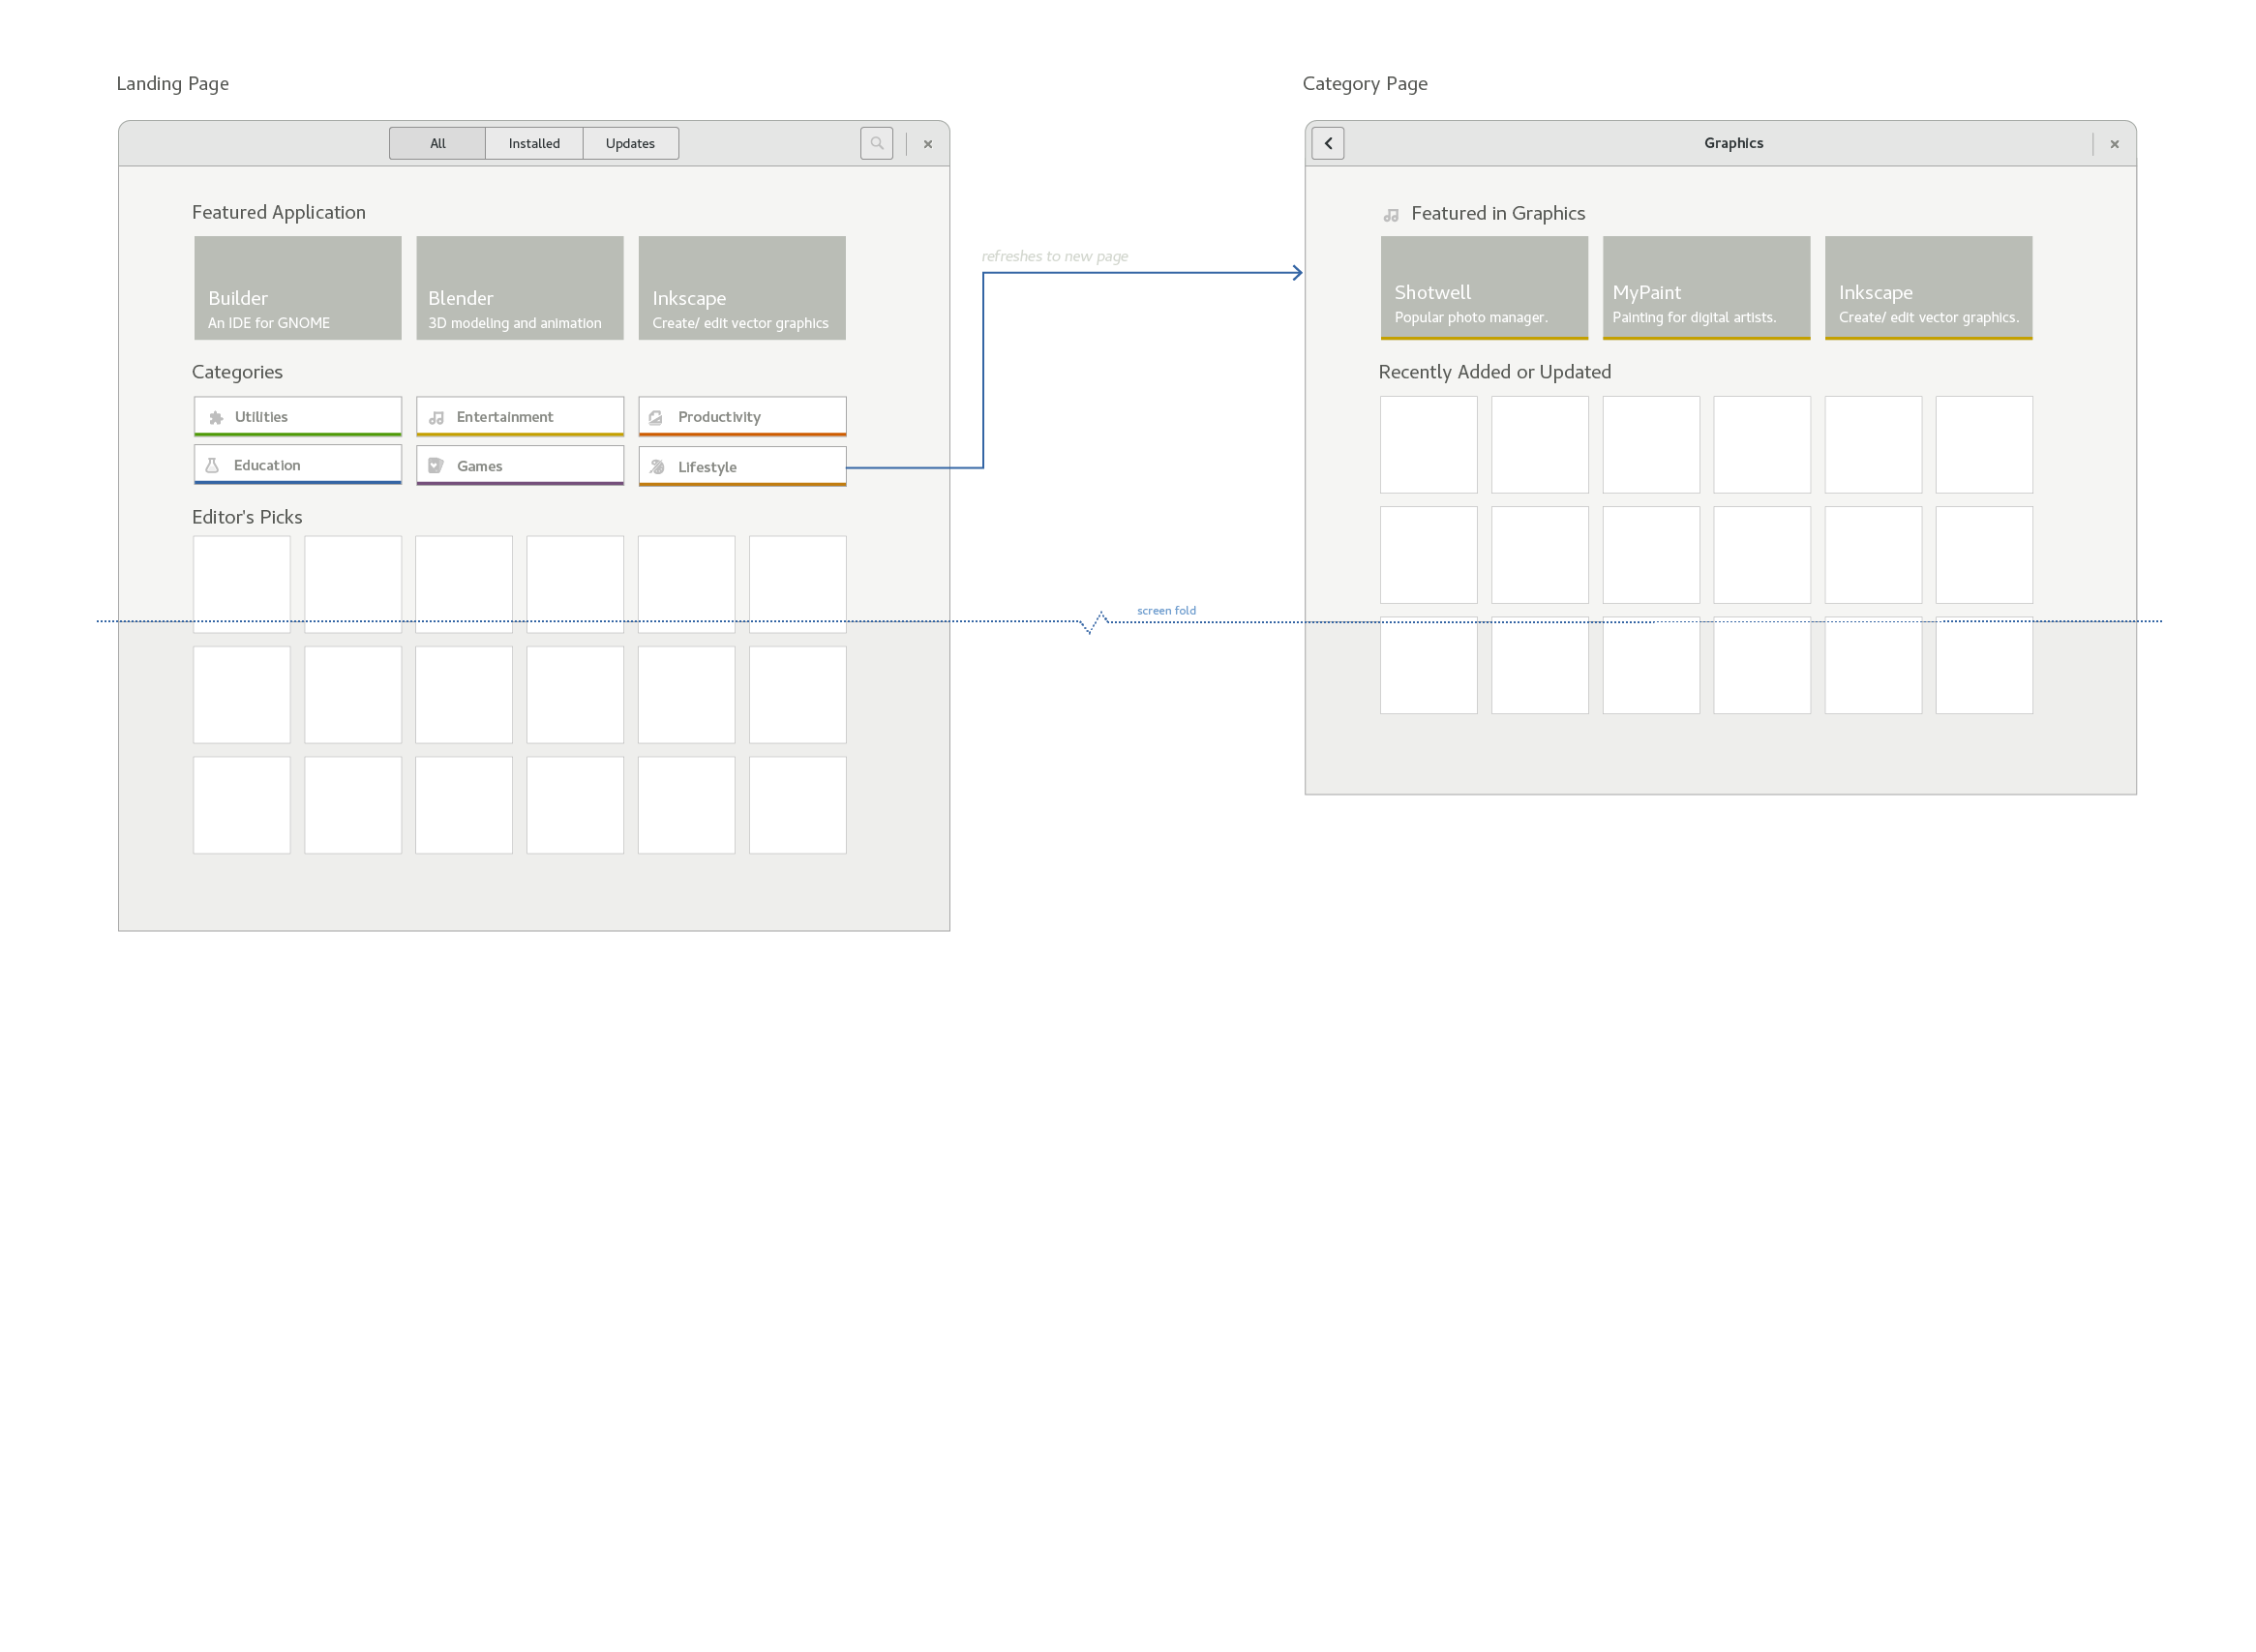 Landing Page
Category Page
All
Installed
Updates
Graphics
Featured Application
Builder
An IDE for GNOME
Blender
3D modeling and animation
Inkscape
Create/ edit vector graphics
Categories
Utilities
Entertainment
Productivity
Education
Games
Lifestyle
Editor's Picks
refreshes to new page
screen fold
Featured in Graphics
Shotwell
Popular photo manager.
MyPaint
Painting for digital artists.
Inkscape
Create/ edit vector graphics.
Recently Added or Updated